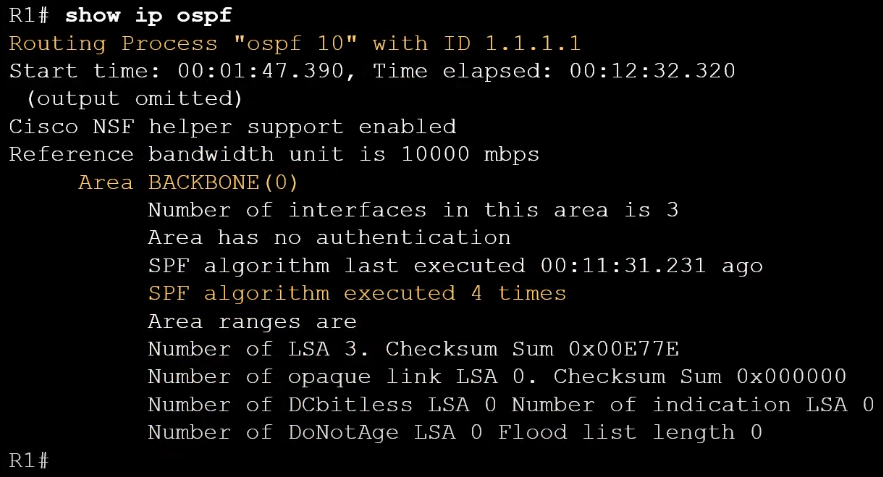 R1# show ip ospf
Routing Process "ospf 10" with ID 1.1.1.1
Start time: 00:01:47.390, Time elapsed: 00:12:32.320
(output omitted)
Cisco NSF helper support enabled
Reference bandwidth unit is 10000 mbps
Area BACKBONE(0)
Number of interfaces in this area is 3
Area has no authentication
SPF algorithm last executed 00:11:31.231 ago
SPF algorithm executed 4 times
Area ranges are
Number of LSA 3. Checksum Sum 0x00E77E
Number of opaque link LSA 0. Checksum Sum 0x000000
Number of DCbitless LSA 0 Number of indication LSA 0
Number of DoNotAge LSA 0 Flood list length 0
R1#